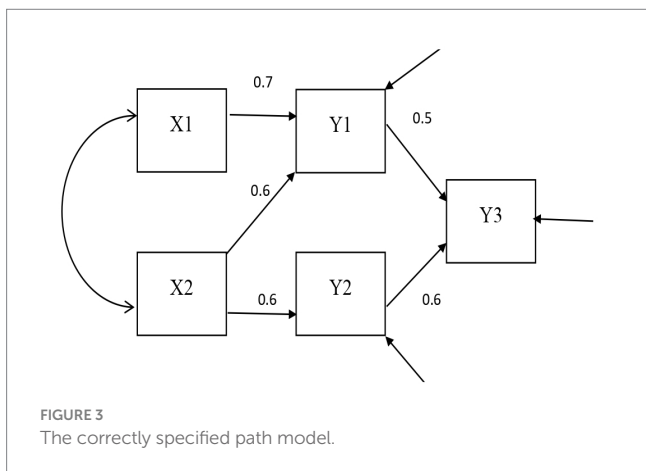 0.7
X1
Y1
0.5
0.6
Y3
X2
0.6
Y2
0.6
FIGURE 3
The correctly specified path model.